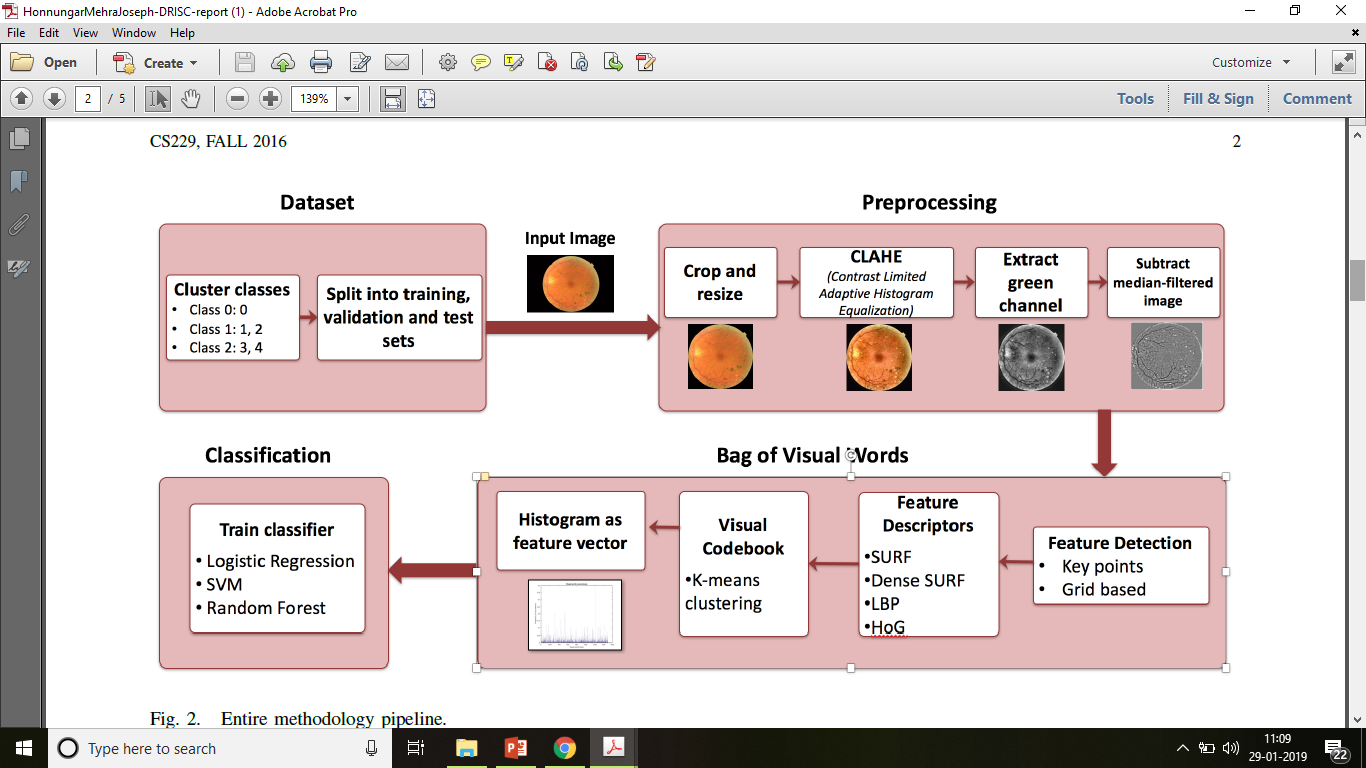 HonnungarMehraJoseph-DRISC-report (1) - Adobe Acrobat Pro
File Edit View Window Help
Open Create Customize
2 / 5 139% Tools Fill & Sign Comment
CS229, FALL 2016 2
Dataset
Cluster classes
• Class 0: 0
• Class 1: 1, 2
• Class 2: 3, 4
Split into training,
validation and test
sets
Input Image
Preprocessing
Crop and
resize
CLAHE
(Contrast Limited
Adaptive Histogram
Equalization)
Extract
green
channel
Subtract
median-filtered
image
Bag of Visual Words
Feature Detection
• Key points
• Grid based
Feature
Descriptors
•SURF
•Dense SURF
•LBP
•HoG
Visual
Codebook
•K-means
clustering
Histogram as
feature vector
Classification
Train classifier
• Logistic Regression
• SVM
• Random Forest
Fig. 2. Entire methodology pipeline.
Type here to search
11:09
29-01-2019
22